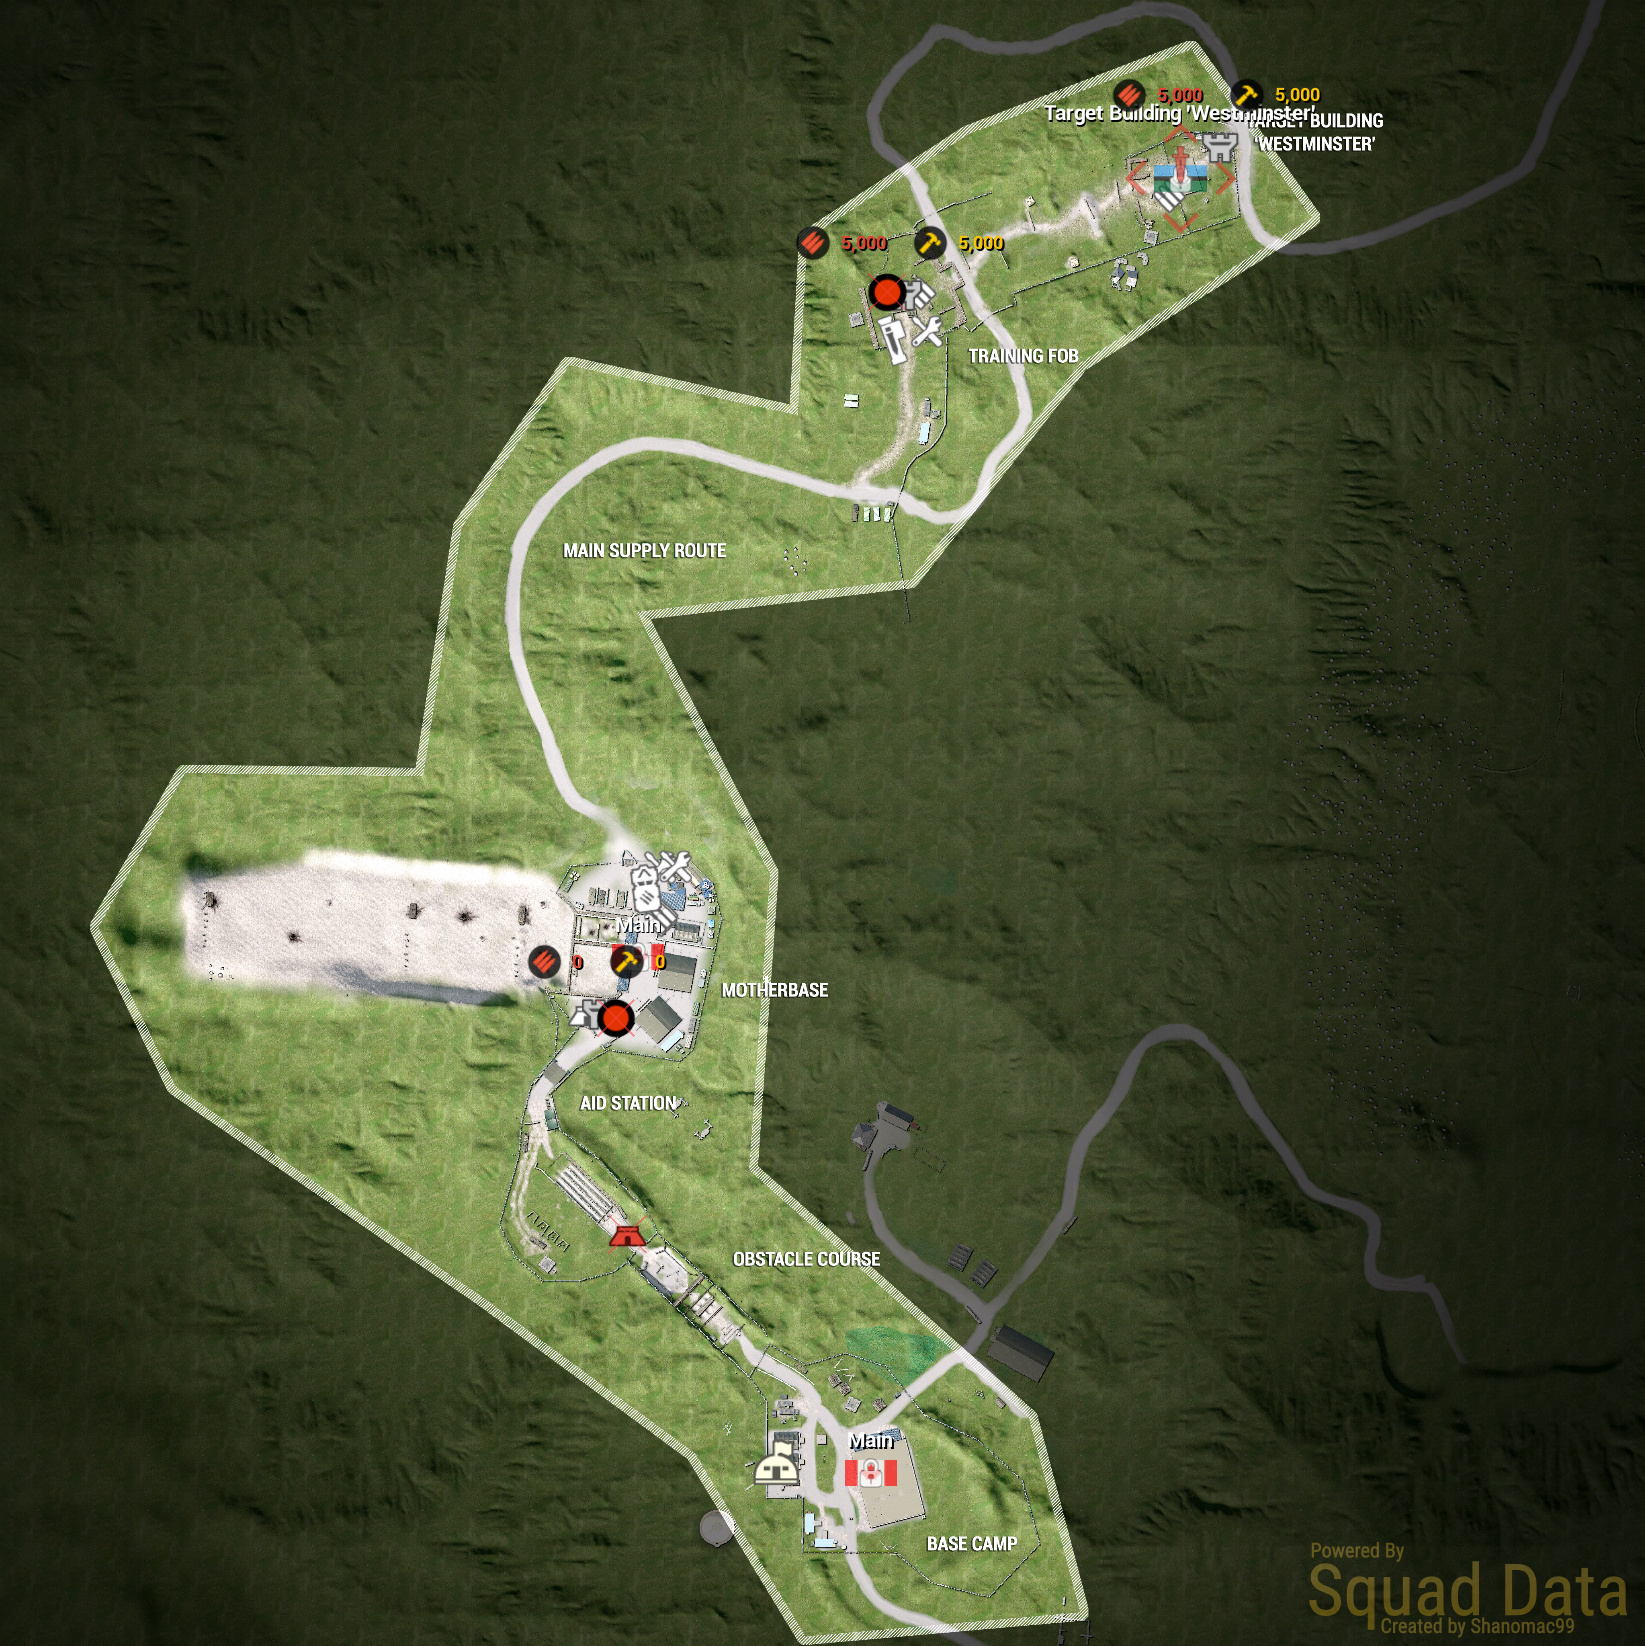 5,000
5,000
Target Building 'Westminster'
TARGET BUILDING
'WESTMINSTER'
5,000
5,000
TRAINING FOB
MAIN SUPPLY ROUTE
Main
0
0
MOTHERBASE
AID STATION
OBSTACLE COURSE
Main
BASE CAMP
Powered By
Squad Data
Created by Shanomac99